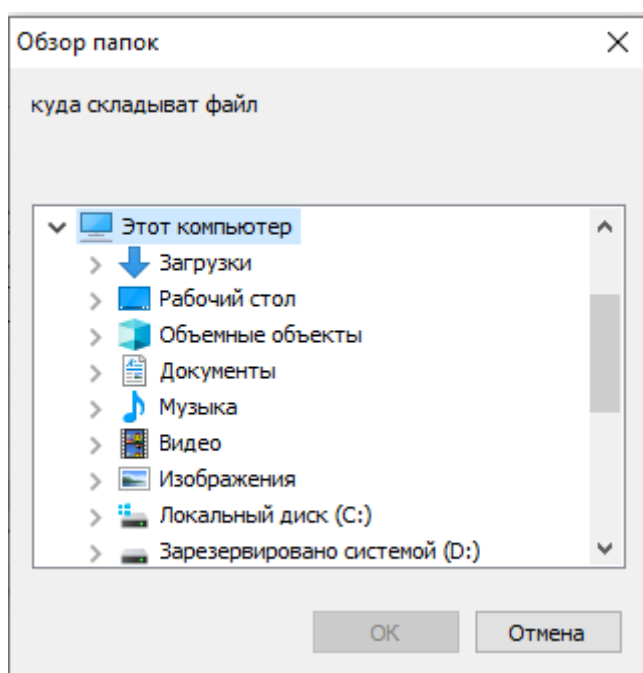 Обзор папок
куда складыват файл
Этот компьютер
Загрузки
Рабочий стол
Объемные объекты
Документы
Музыка
Видео
Изображения
Локальный диск (C:)
Зарезервировано системой (D:)
OK
Отмена